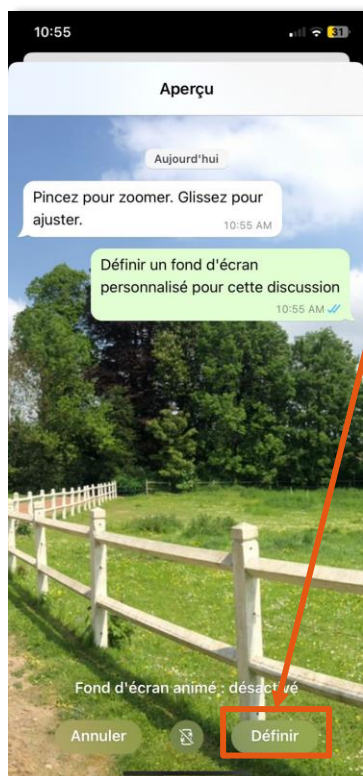 10:55
31
Aperçu
Aujourd'hui
Pincez pour zoomer. Glissez pour
ajuster.
10:55 AM
Définir un fond d'écran
personnalisé pour cette discussion
10:55 AM
Fond d'écran animé : désactivé
Annuler
Définir